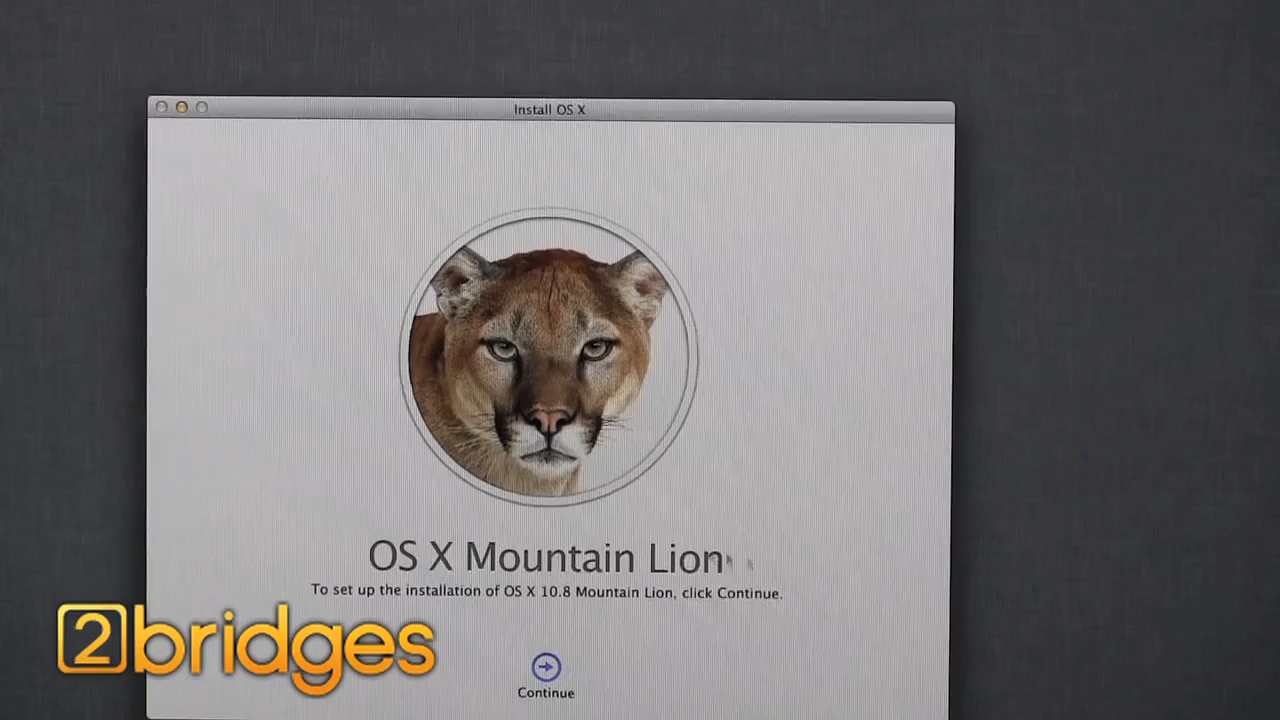 Install OS X
OS X Mountain Lion
To set up the installation of OS X 10.8 Mountain Lion, click Continue.
2bridges
Continue